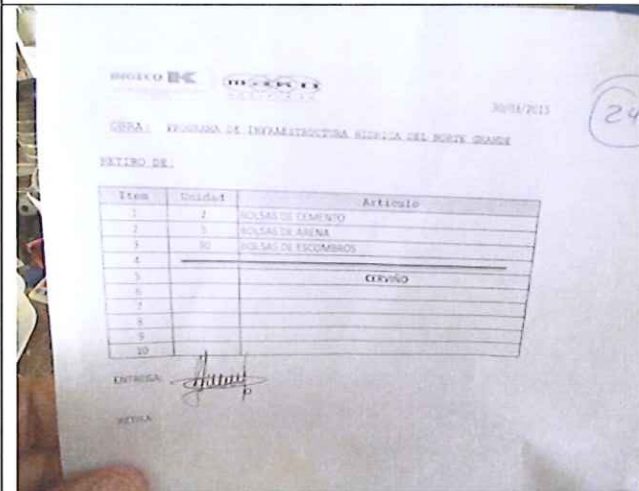 30/03/2015
24
OBRA: PROGRAMA DE INFRAESTRUCTURA HIDRICA DEL NORTE GRANDE
RETIRO DE:
Item Unidad Articulo
1 2 BOLSAS DE CEMENTO
2 5 BOLSAS DE ARENA
3 30 BOLSAS DE ESCOMBROS
4
5 CERVIÑO
6
7
8
9
10
ENTREGA:
RETIRA: